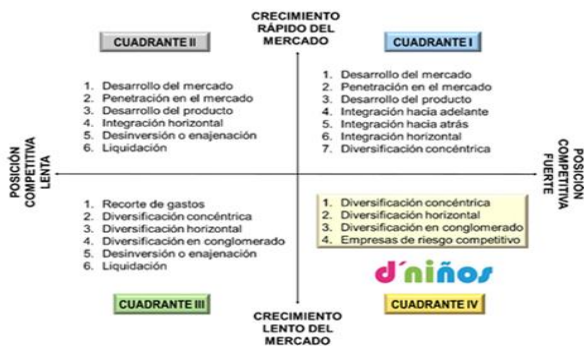 CRECIMIENTO
RÁPIDO DEL
MERCADO
CUADRANTE II
CUADRANTE I
1. Desarrollo del mercado
2. Penetración en el mercado
3. Desarrollo del producto
4. Integración horizontal
5. Desinversión o enajenación
6. Liquidación
1. Desarrollo del mercado
2. Penetración en el mercado
3. Desarrollo del producto
4. Integración hacia adelante
5. Integración hacia atrás
6. Integración horizontal
7. Diversificación concéntrica
POSICIÓN
COMPETITIVA
LENTA
POSICION
COMPETITIVA
FUERTE
1. Recorte de gastos
2. Diversificación concéntrica
3. Diversificación horizontal
4. Diversificación en conglomerado
5. Desinversión o enajenación
6. Liquidación
1. Diversificación concéntrica
2. Diversificación horizontal
3. Diversificación en conglomerado
4. Empresas de riesgo competitivo
d´niños
CUADRANTE III
CUADRANTE IV
CRECIMIENTO
LENTO DEL
MERCADO